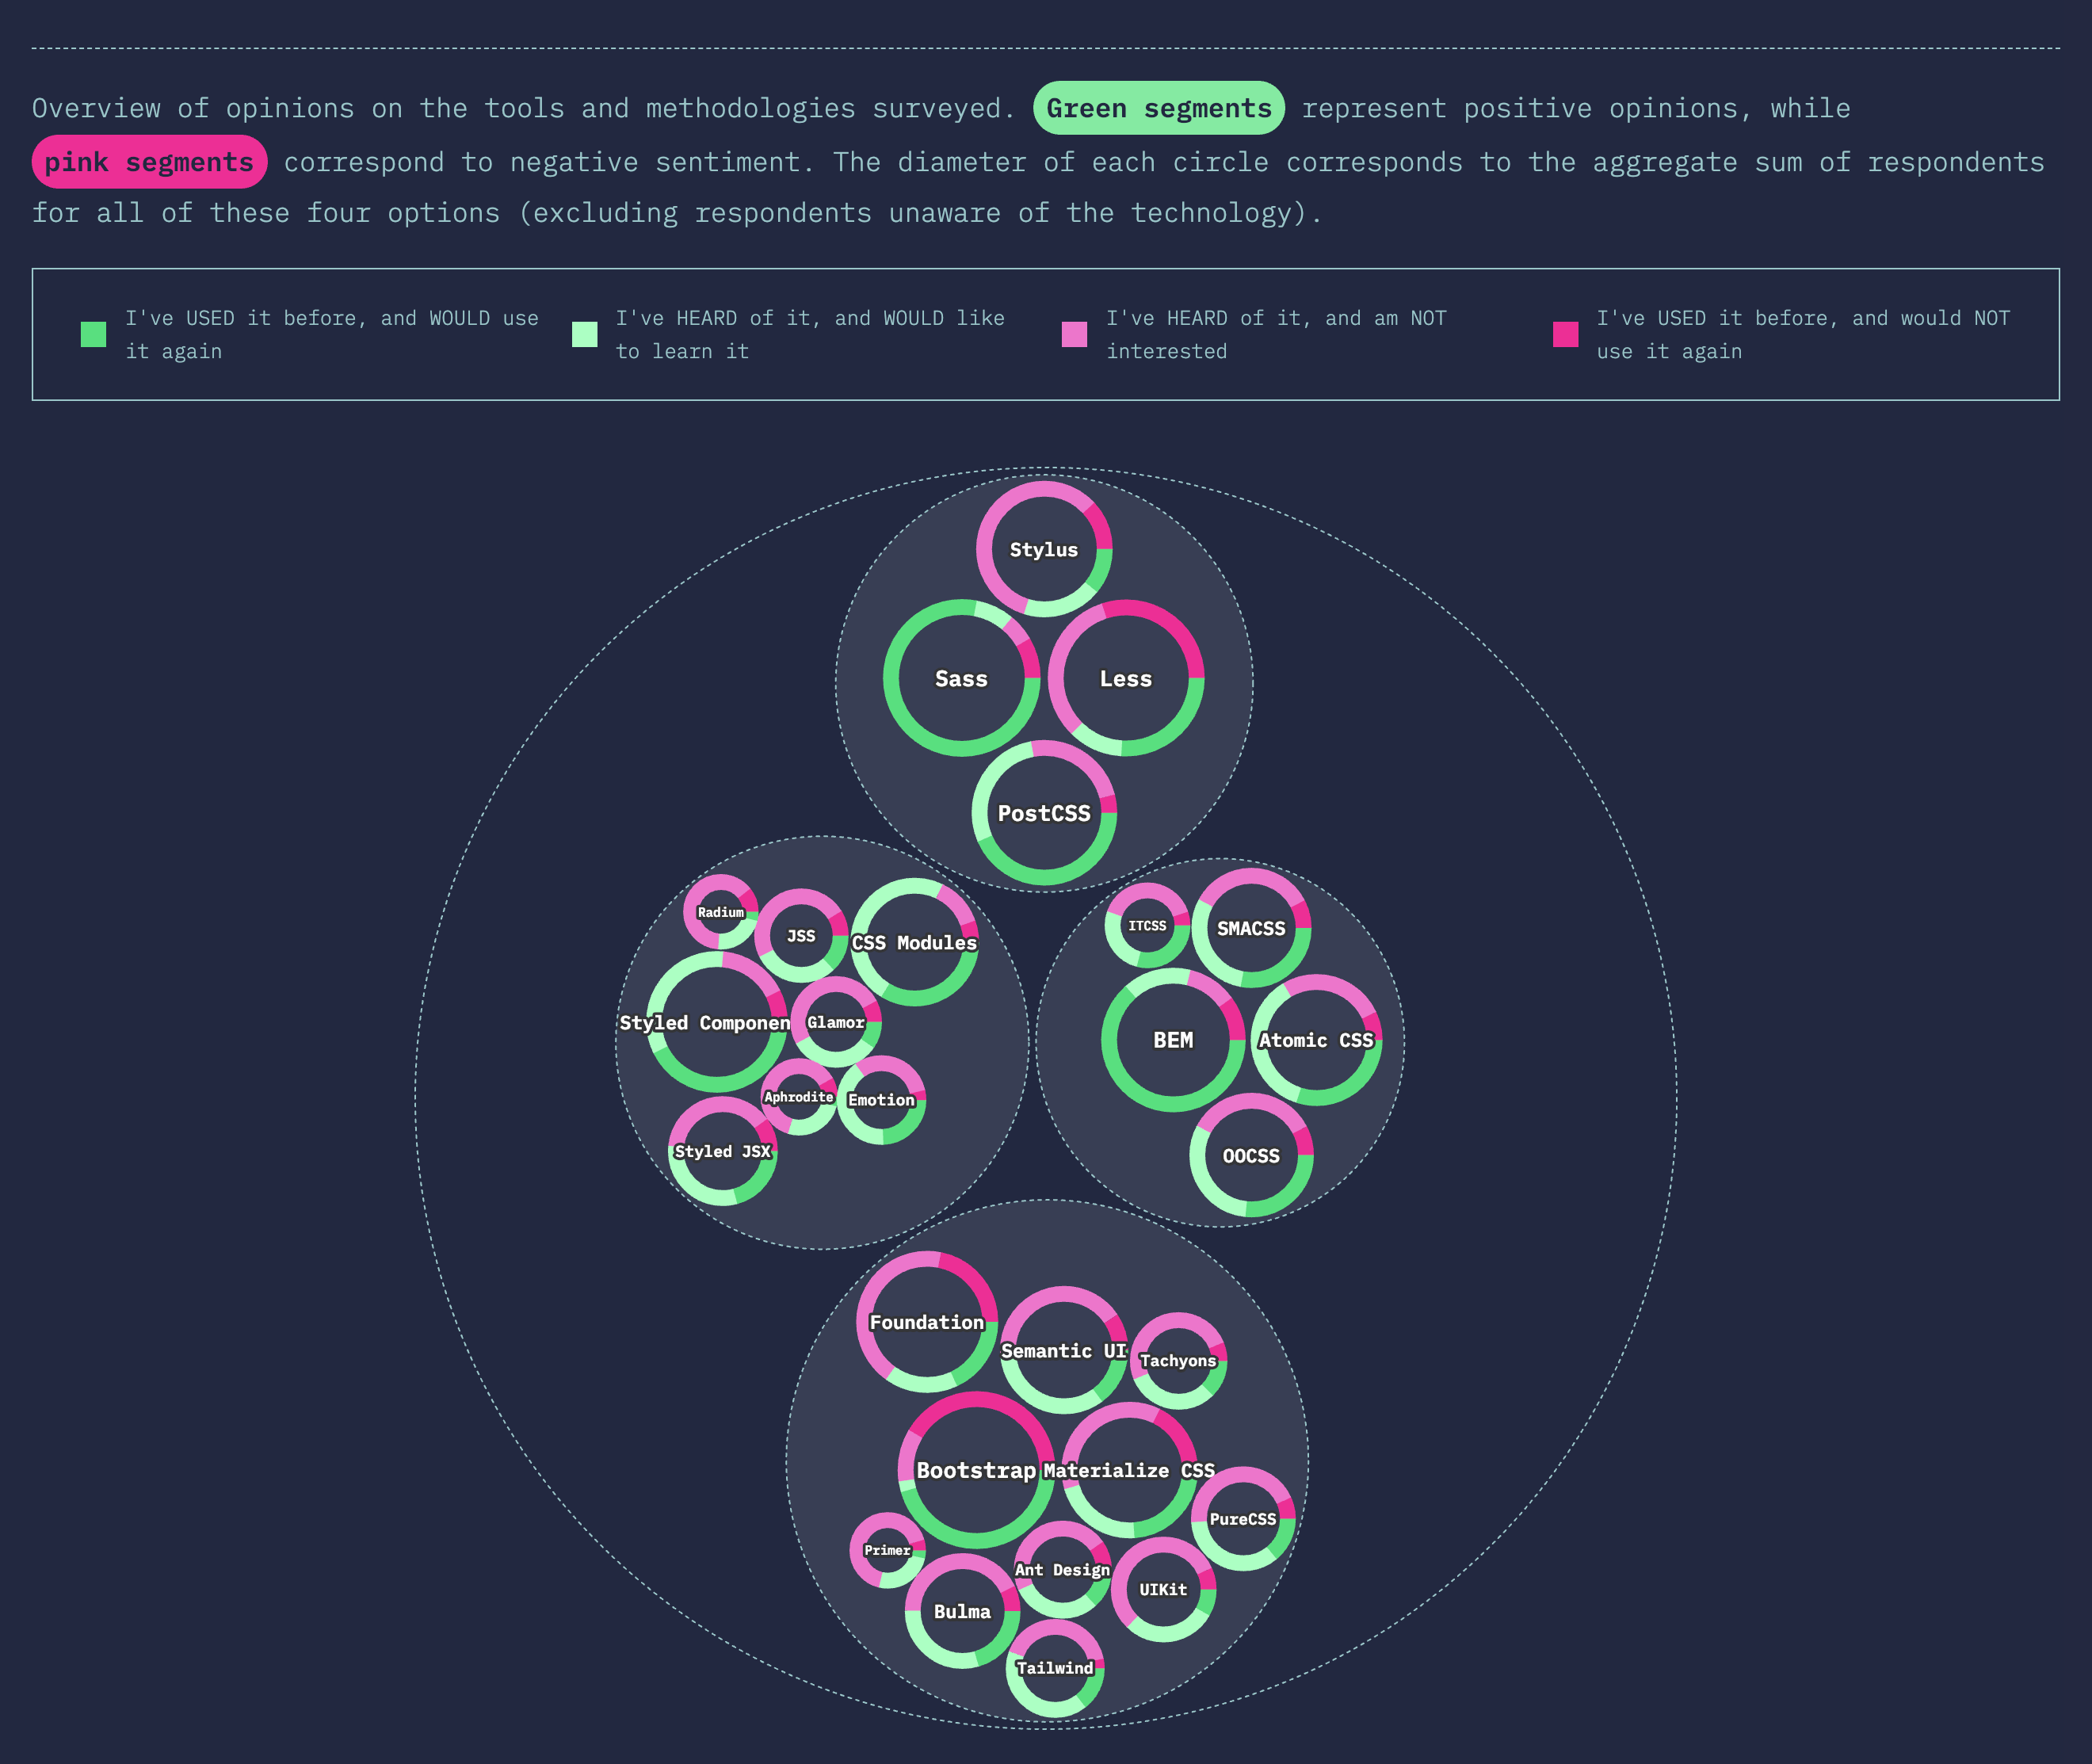 Overview of opinions on the tools and methodologies surveyed. Green segments represent positive opinions, while
pink segments correspond to negative sentiment. The diameter of each circle corresponds to the aggregate sum of respondents
for all of these four options (excluding respondents unaware of the technology).
I've USED it before, and WOULD use
it again
I've HEARD of it, and WOULD like
to learn it
I've HEARD of it, and am NOT
interested
I've USED it before, and would NOT
use it again
Stylus
Sass
Less
PostCSS
Radium
JSS
CSS Modules
Styled Componen
Glamor
Aphrodite
Emotion
Styled JSX
ITCSS
SMACSS
BEM
Atomic CSS
OOCSS
Foundation
Semantic UI
Tachyons
Bootstrap
Materialize CSS
PureCSS
Primer
Ant Design
UIKit
Bulma
Tailwind